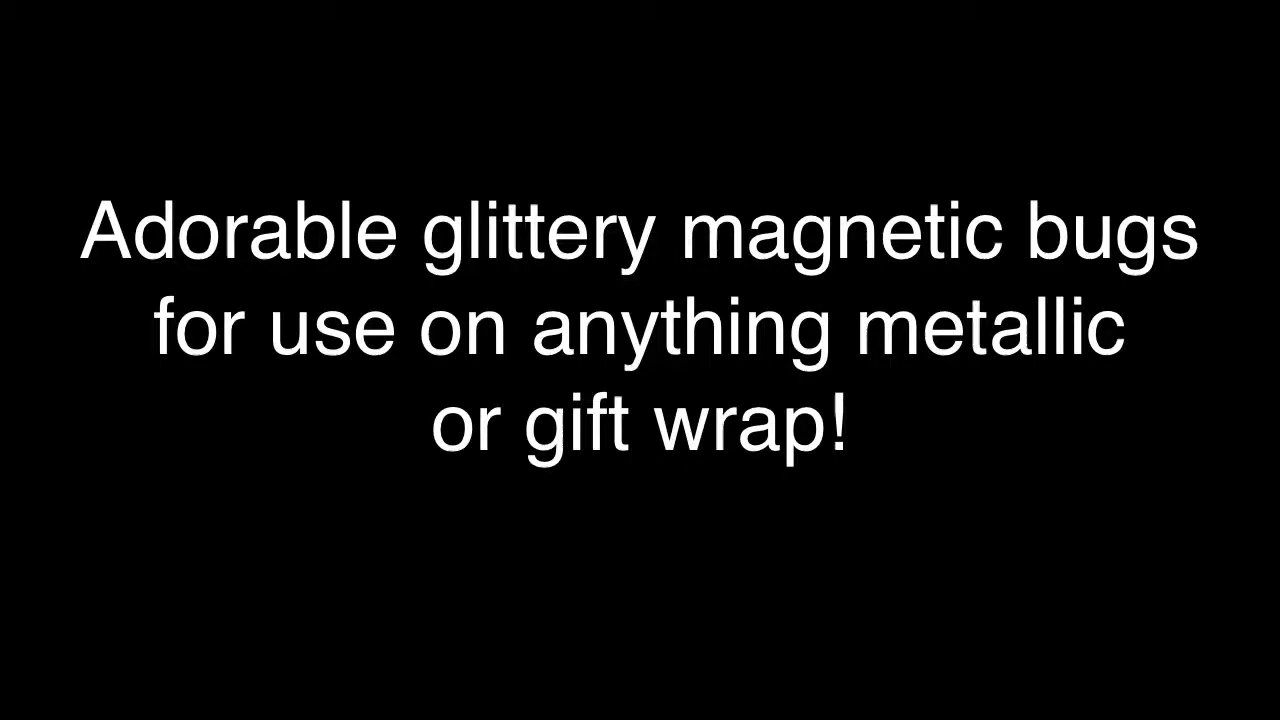 Adorable glittery magnetic bugs
for use on anything metallic
or gift wrap!